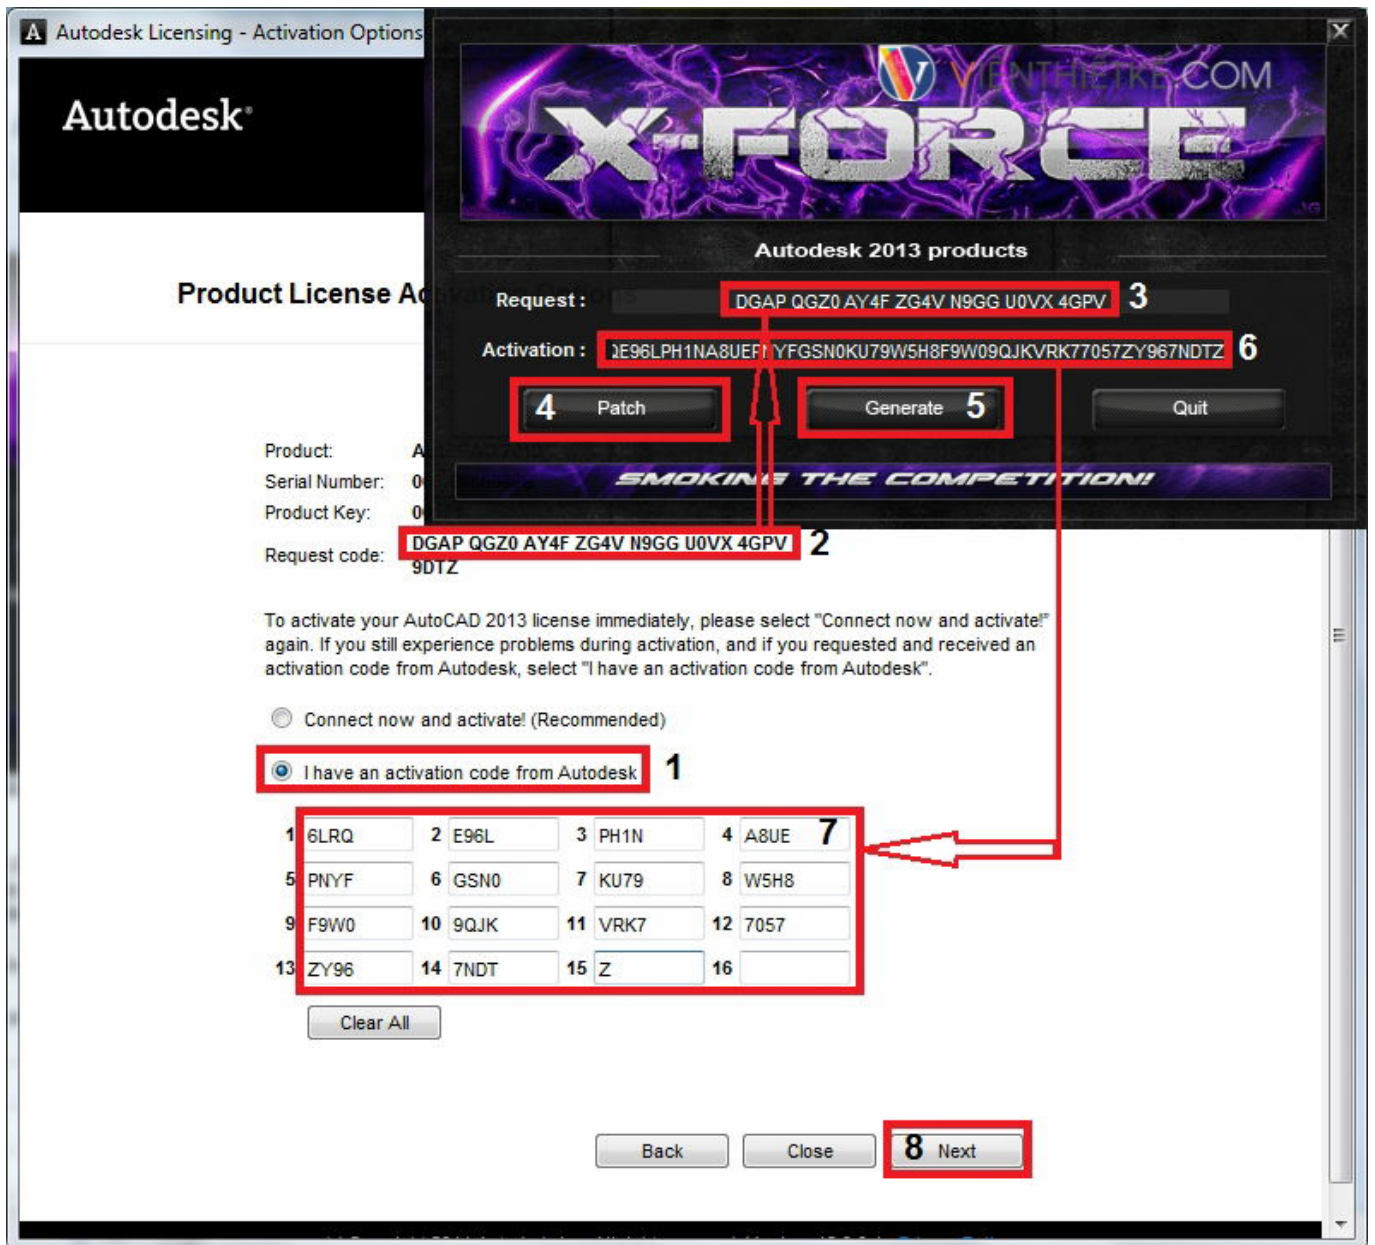 Autodesk Licensing - Activation Options
Autodesk
VIENTHIETKE.COM
X-FORCE
Autodesk 2013 products
Product License
Request :
DGAP QGZ0 AY4F ZG4V N9GG U0VX 4GPV
3
Activation :
6
4
Patch
Generate
5
Quit
SMOKING THE COMPETITION!
Product:
Serial Number:
Product Key:
Request code:
DGAP QGZ0 AY4F ZG4V N9GG U0VX 4GPV
2
9DTZ
To activate your AutoCAD 2013 license immediately, please select "Connect now and activate!"
again. If you still experience problems during activation, and if you requested and received an
activation code from Autodesk, select "I have an activation code from Autodesk".
Connect now and activate! (Recommended)
I have an activation code from Autodesk
1
1 6LRQ 2 E96L 3 PH1N 4 A8UE 7
5 PNYF 6 GSN0 7 KU79 8 W5H8
9 F9W0 10 9QJK 11 VRK7 12 7057
13 ZY96 14 7NDT 15 Z 16
Clear All
Back Close 8 Next